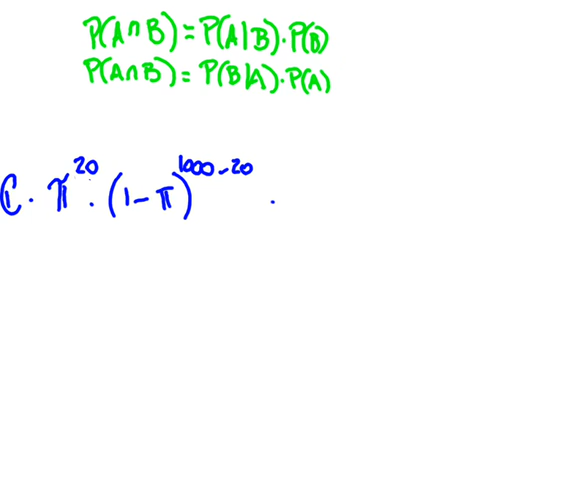 P(A∩B) = P(A|B)·P(B)
P(A∩B) = P(B|A)·P(A)
C · π^20 · (1-π)^1000-20 ·